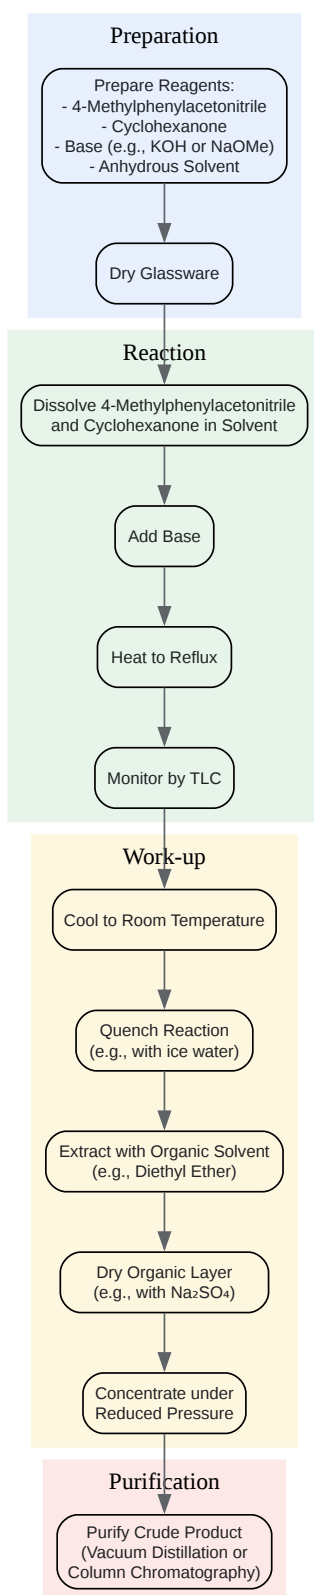 Preparation
Prepare Reagents:
- 4-Methylphenylacetonitrile
- Cyclohexanone
- Base (e.g., KOH or NaOMe)
- Anhydrous Solvent
Dry Glassware
Reaction
Dissolve 4-Methylphenylacetonitrile
and Cyclohexanone in Solvent
Add Base
Heat to Reflux
Monitor by TLC
Work-up
Cool to Room Temperature
Quench Reaction
(e.g., with ice water)
Extract with Organic Solvent
(e.g., Diethyl Ether)
Dry Organic Layer
(e.g., with Na₂SO₄)
Concentrate under
Reduced Pressure
Purification
Purify Crude Product
(Vacuum Distillation or
Column Chromatography)